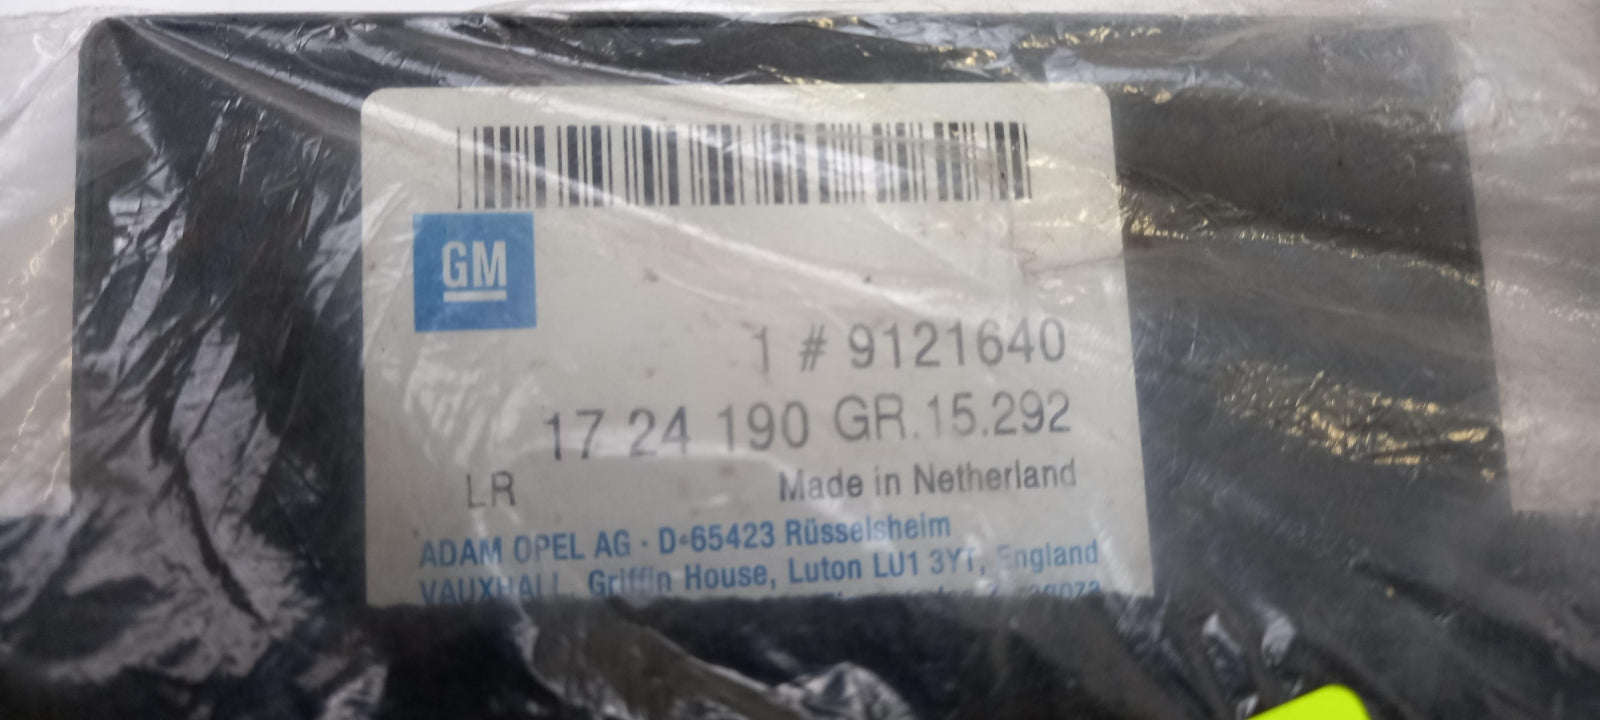 GM
1 # 9121640
17 24 190 GR.15.292
LR Made in Netherland
ADAM OPEL AG · D-65423 Rüsselsheim
VAUXHALL, Griffin House, Luton LU1 3YT, England